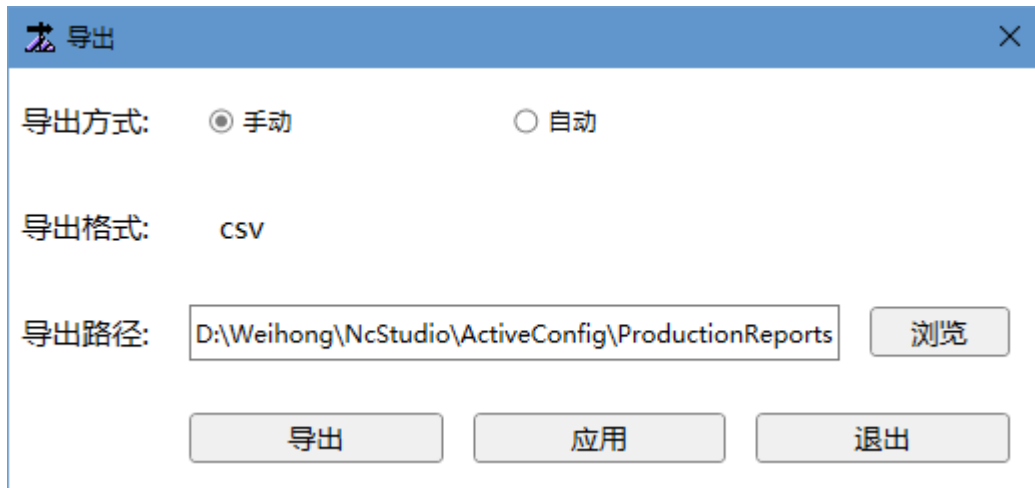 导出
导出方式: 手动 自动
导出格式: csv
导出路径: D:\Weihong\NcStudio\ActiveConfig\ProductionReports 浏览
导出 应用 退出